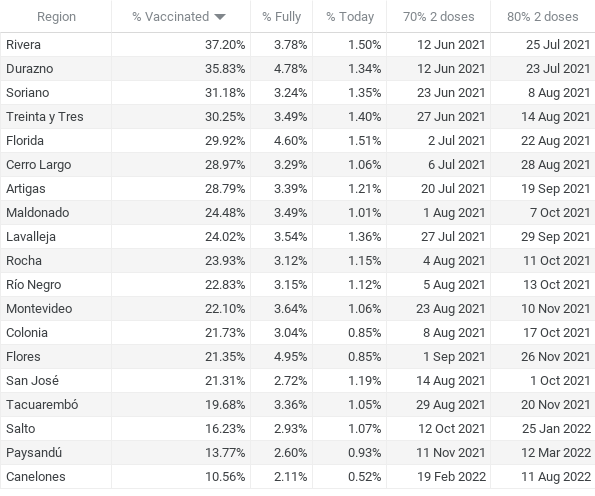 Region % Vaccinated % Fully % Today 70% 2 doses 80% 2 doses
Rivera 37.20% 3.78% 1.50% 12 Jun 2021 25 Jul 2021
Durazno 35.83% 4.78% 1.34% 12 Jun 2021 23 Jul 2021
Soriano 31.18% 3.24% 1.35% 23 Jun 2021 8 Aug 2021
Treinta y Tres 30.25% 3.49% 1.40% 27 Jun 2021 14 Aug 2021
Florida 29.92% 4.60% 1.51% 2 Jul 2021 22 Aug 2021
Cerro Largo 28.97% 3.29% 1.06% 6 Jul 2021 28 Aug 2021
Artigas 28.79% 3.39% 1.21% 20 Jul 2021 19 Sep 2021
Maldonado 24.48% 3.49% 1.01% 1 Aug 2021 7 Oct 2021
Lavalleja 24.02% 3.54% 1.36% 27 Jul 2021 29 Sep 2021
Rocha 23.93% 3.12% 1.15% 4 Aug 2021 11 Oct 2021
Río Negro 22.83% 3.15% 1.12% 5 Aug 2021 13 Oct 2021
Montevideo 22.10% 3.64% 1.06% 23 Aug 2021 10 Nov 2021
Colonia 21.73% 3.04% 0.85% 8 Aug 2021 17 Oct 2021
Flores 21.35% 4.95% 0.85% 1 Sep 2021 26 Nov 2021
San José 21.31% 2.72% 1.19% 14 Aug 2021 1 Oct 2021
Tacuarembó 19.68% 3.36% 1.05% 29 Aug 2021 20 Nov 2021
Salto 16.23% 2.93% 1.07% 12 Oct 2021 25 Jan 2022
Paysandú 13.77% 2.60% 0.93% 11 Nov 2021 12 Mar 2022
Canelones 10.56% 2.11% 0.52% 19 Feb 2022 11 Aug 2022